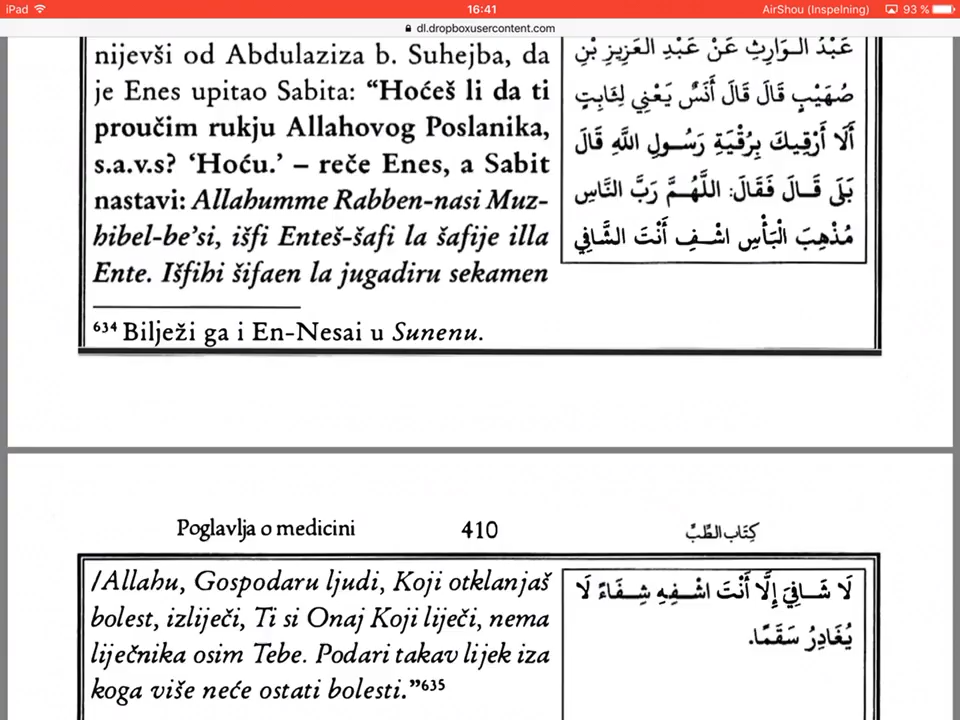 iPad 16:41 AirShou (Inspelning) 93 %
dl.dropboxusercontent.com
nijevši od Abdulaziza b. Suhejba, da
je Enes upitao Sabita: “Hoćeš li da ti
proučim rukju Allahovog Poslanika,
s.a.v.s? ‘Hoću.’ – reče Enes, a Sabit
nastavi: Allahumme Rabben-nasi Muz-
hibel-be’si, išfi Enteš-šafi la šafije illa
Ente. Išfihi šifaen la jugadiru sekamen
عَبْدُ الْوَارِثِ عَنْ عَبْدِ الْعَزِيزِ بْنِ
صُهَيْبٍ قَالَ قَالَ أَنَسٌ يَعْنِي لِثَابِتٍ
أَلَا أَرْقِيكَ بِرُقْيَةِ رَسُولِ اللَّهِ قَالَ
بَلَى قَالَ فَقَالَ: اللَّهُمَّ رَبَّ النَّاسِ
مُذْهِبَ الْبَأْسِ اشْفِ أَنْتَ الشَّافِي
634 Bilježi ga i En-Nesai u Sunenu.
Poglavlja o medicini 410 كِتَاب الطِّبِّ
/Allahu, Gospodaru ljudi, Koji otklanjaš
bolest, izliječi, Ti si Onaj Koji liječi, nema
liječnika osim Tebe. Podari takav lijek iza
koga više neće ostati bolesti.”635
لَا شَافِيَ إِلَّا أَنْتَ اشْفِهِ شِفَاءً لَا
يُغَادِرُ سَقَمًا.